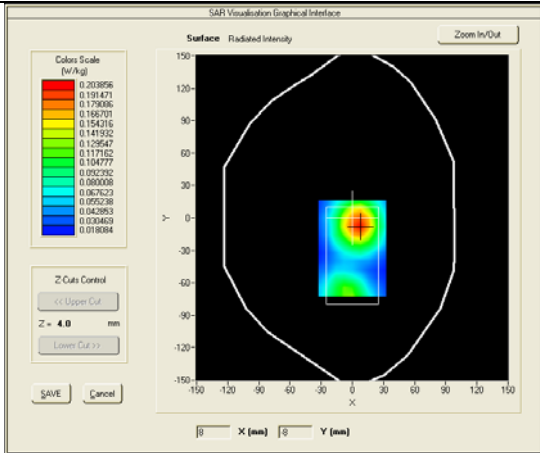 SAR Visualisation Graphical Interface
Surface Radiated Intensity
Zoom In/Out
Colors Scale
(W/kg)
0.203856
0.191471
0.179086
0.166701
0.154316
0.141932
0.129547
0.117162
0.104777
0.092392
0.080008
0.067623
0.055238
0.042853
0.030469
0.018084
150
120
90
60
30
0
-30
-60
-90
-120
-150
Y
-150 -120 -90 -60 -30 0 30 60 90 120 150
X
Z-Cuts Control
<< Upper Cut
Z = 4.0 mm
Lower Cut >>
SAVE Cancel
8 X (mm) -8 Y (mm)